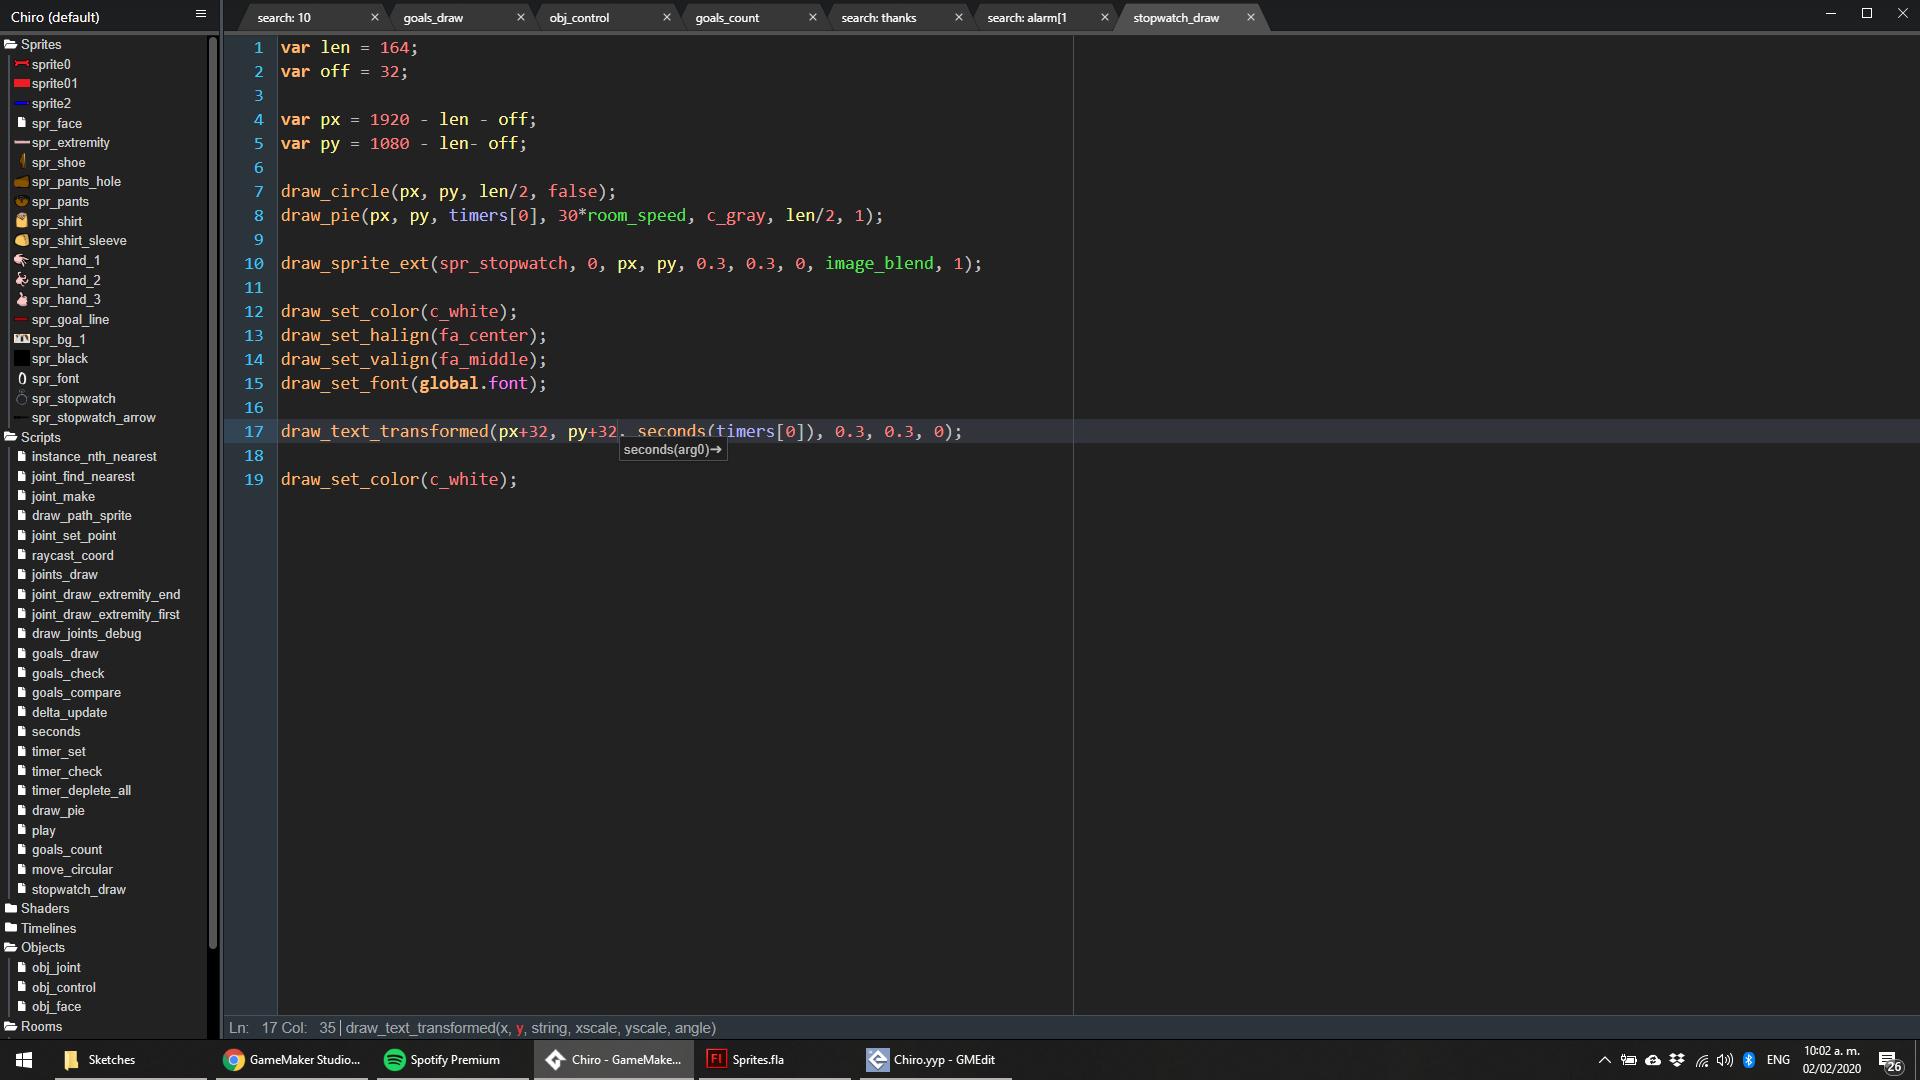 Chiro (default)
search: 10
goals_draw
obj_control
goals_count
search: thanks
search: alarm[1
stopwatch_draw
Sprites
sprite0
sprite01
sprite2
spr_face
spr_extremity
spr_shoe
spr_pants_hole
spr_pants
spr_shirt
spr_shirt_sleeve
spr_hand_1
spr_hand_2
spr_hand_3
spr_goal_line
spr_bg_1
spr_black
spr_font
spr_stopwatch
spr_stopwatch_arrow
Scripts
instance_nth_nearest
joint_find_nearest
joint_make
draw_path_sprite
joint_set_point
raycast_coord
joints_draw
joint_draw_extremity_end
joint_draw_extremity_first
draw_joints_debug
goals_draw
goals_check
goals_compare
delta_update
seconds
timer_set
timer_check
timer_deplete_all
draw_pie
play
goals_count
move_circular
stopwatch_draw
Shaders
Timelines
Objects
obj_joint
obj_control
obj_face
Rooms
1 var len = 164;
2 var off = 32;
3
4 var px = 1920 - len - off;
5 var py = 1080 - len- off;
6
7 draw_circle(px, py, len/2, false);
8 draw_pie(px, py, timers[0], 30*room_speed, c_gray, len/2, 1);
9
10 draw_sprite_ext(spr_stopwatch, 0, px, py, 0.3, 0.3, 0, image_blend, 1);
11
12 draw_set_color(c_white);
13 draw_set_halign(fa_center);
14 draw_set_valign(fa_middle);
15 draw_set_font(global.font);
16
17 draw_text_transformed(px+32, py+32, seconds(timers[0]), 0.3, 0.3, 0);
seconds(arg0)➔
18
19 draw_set_color(c_white);
Ln: 17 Col: 35 draw_text_transformed(x, y, string, xscale, yscale, angle)
Sketches
GameMaker Studio...
Spotify Premium
Chiro - GameMake...
Fl
Sprites.fla
Chiro.yyp - GMEdit
ENG
10:02 a. m.
02/02/2020
26